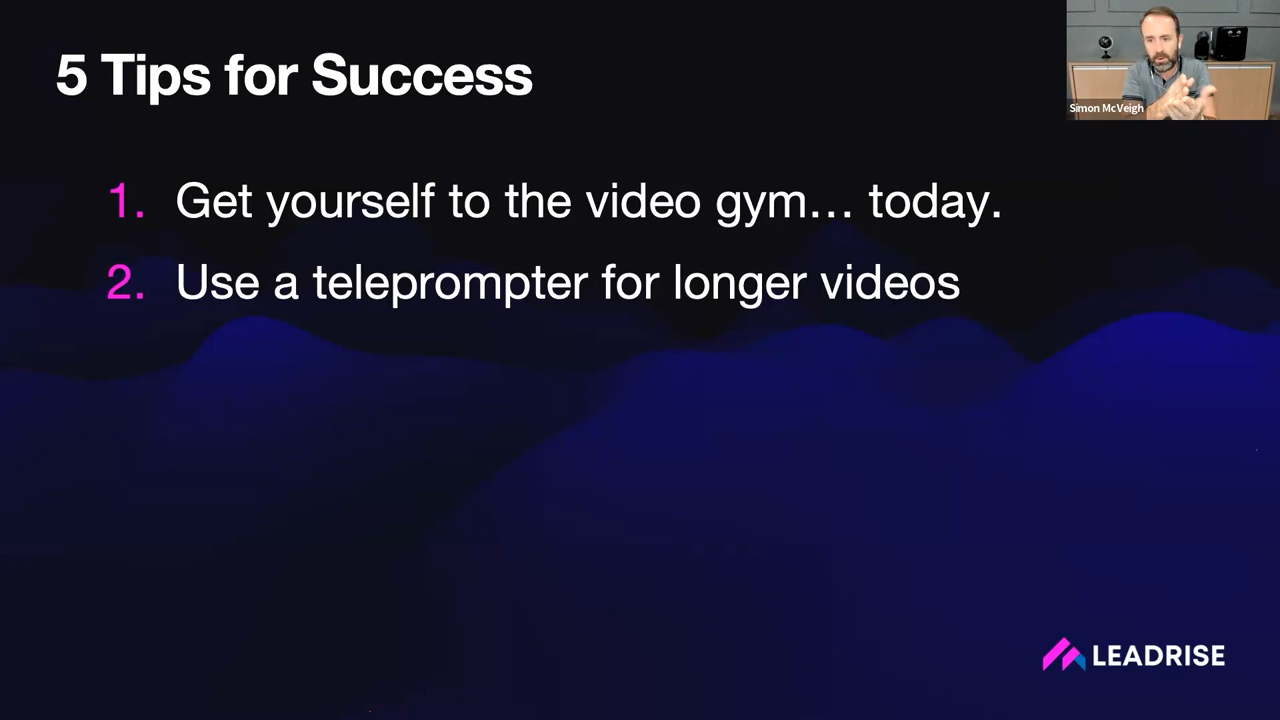 5 Tips for Success
Simon McVeigh
1. Get yourself to the video gym... today.
2. Use a teleprompter for longer videos
LEADRISE